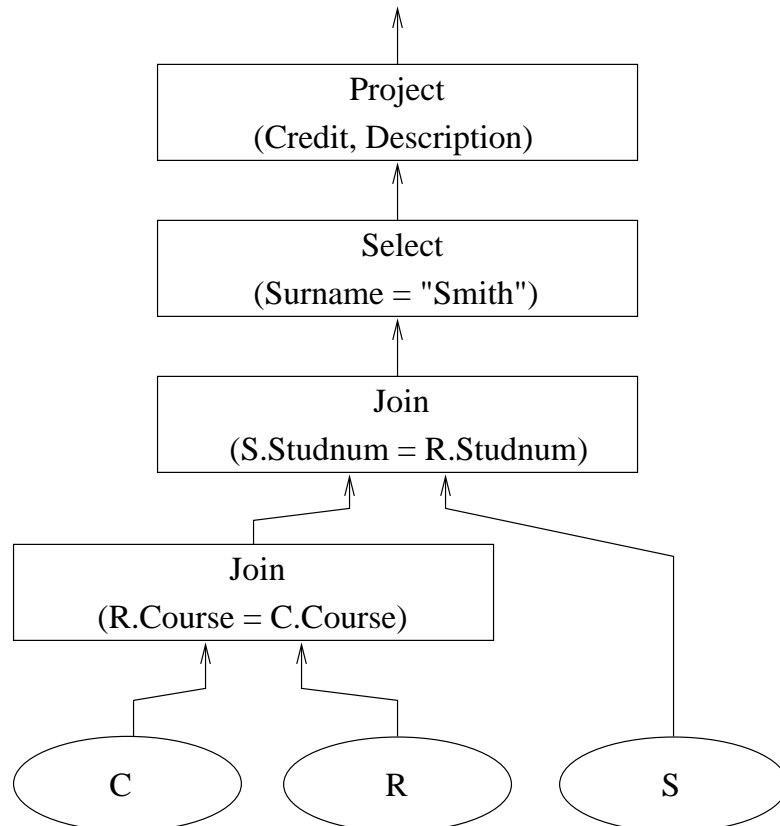 Project
(Credit, Description)
Select
(Surname = "Smith")
Join
(S.Studnum = R.Studnum)
Join
(R.Course = C.Course)
C
R
S